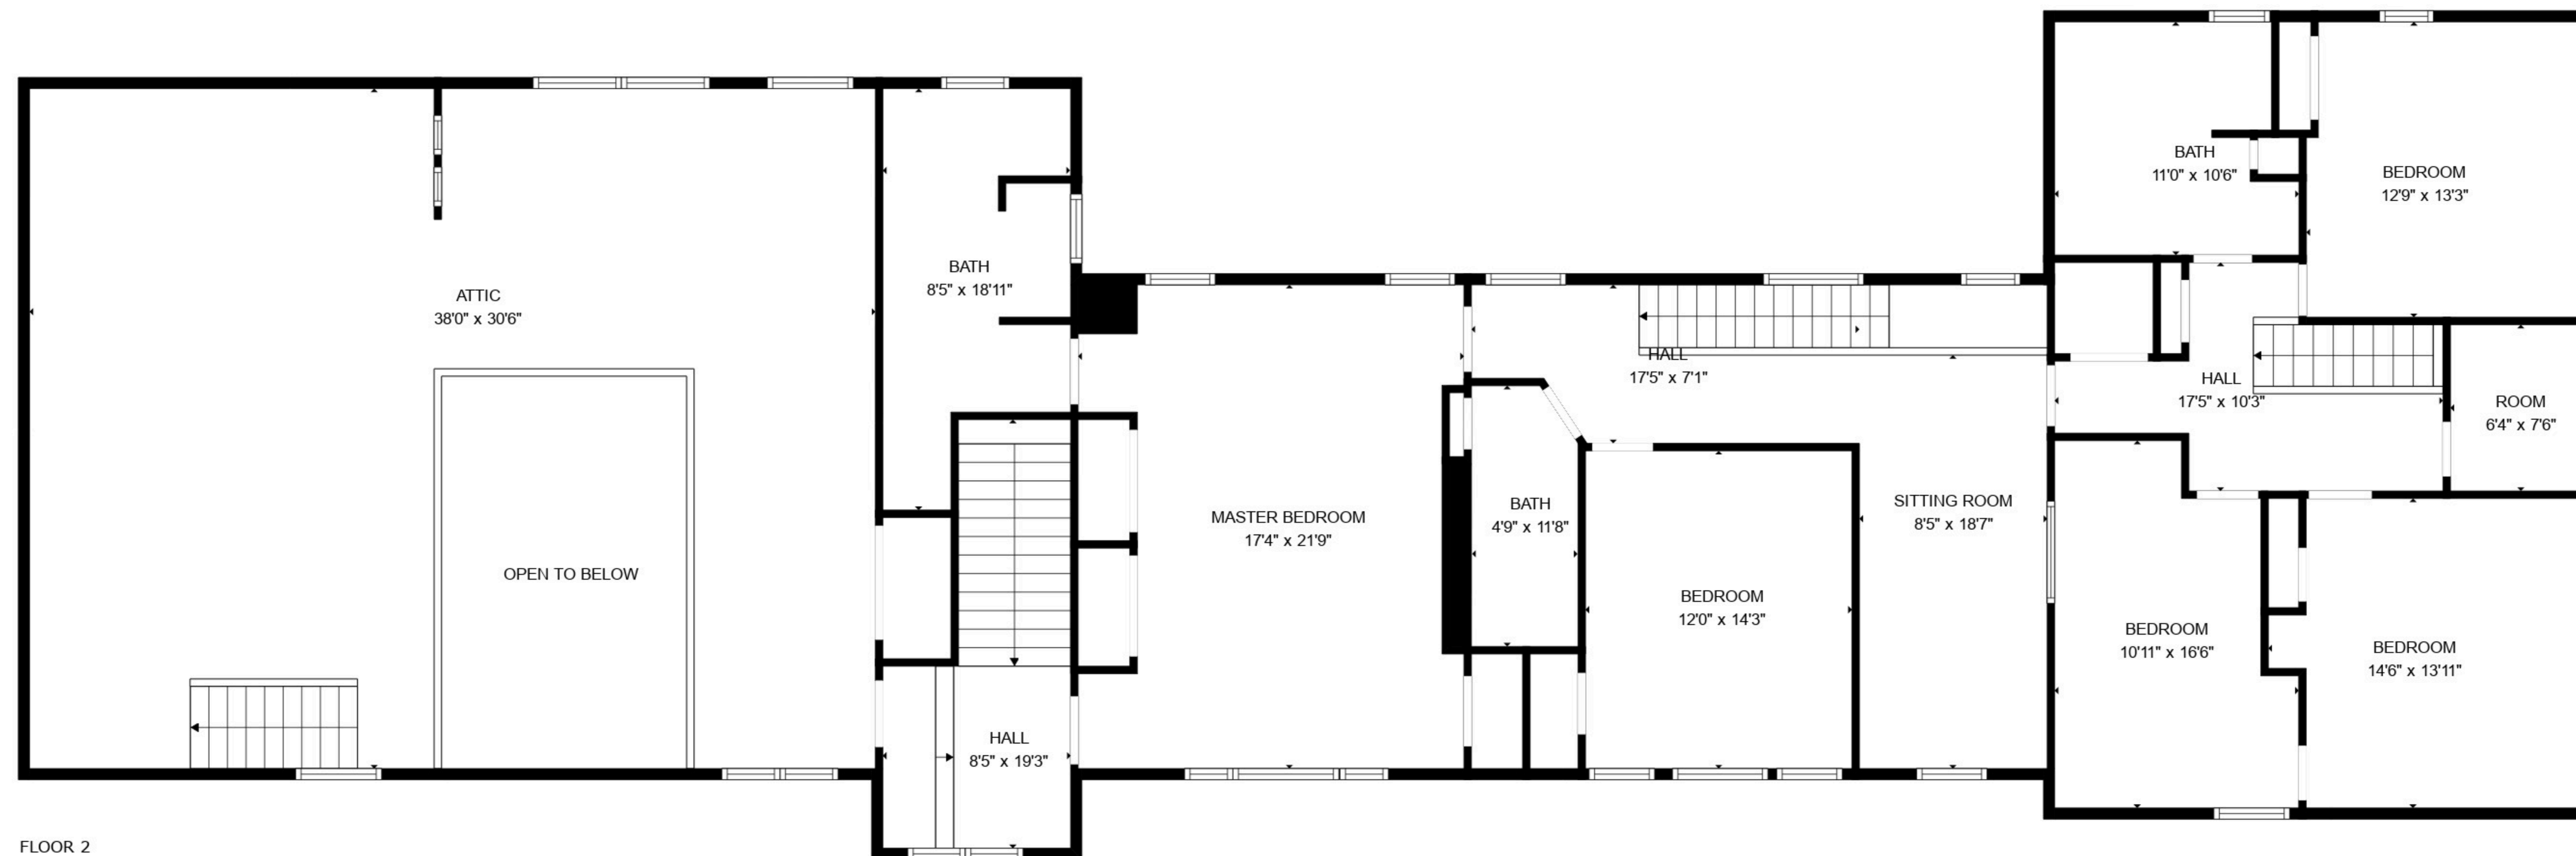 ATTIC
38'0" x 30'6"
OPEN TO BELOW
BATH
8'5" x 18'11"
HALL
8'5" x 19'3"
MASTER BEDROOM
17'4" x 21'9"
HALL
17'5" x 7'1"
BATH
4'9" x 11'8"
BEDROOM
12'0" x 14'3"
SITTING ROOM
8'5" x 18'7"
BATH
11'0" x 10'6"
BEDROOM
12'9" x 13'3"
HALL
17'5" x 10'3"
ROOM
6'4" x 7'6"
BEDROOM
10'11" x 16'6"
BEDROOM
14'6" x 13'11"
FLOOR 2